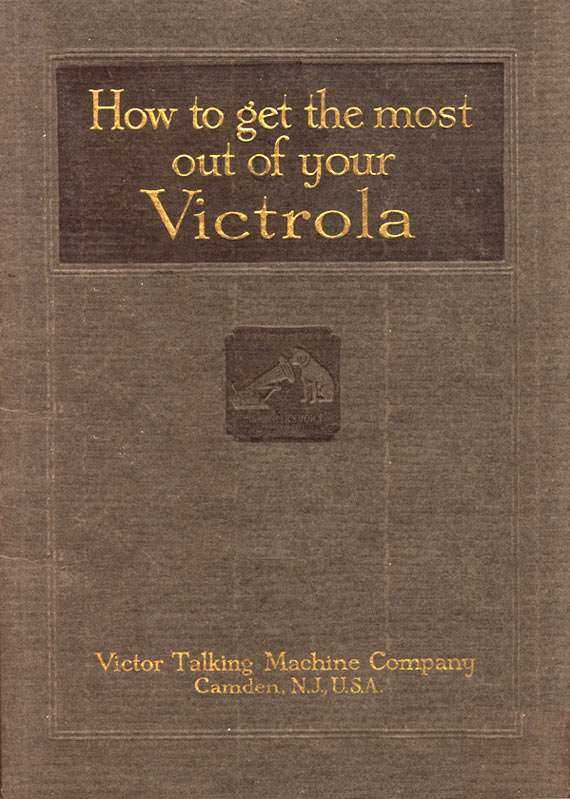 How to get the most
out of your
Victrola
Victor Talking Machine Company
Camden, N.J., U.S.A.